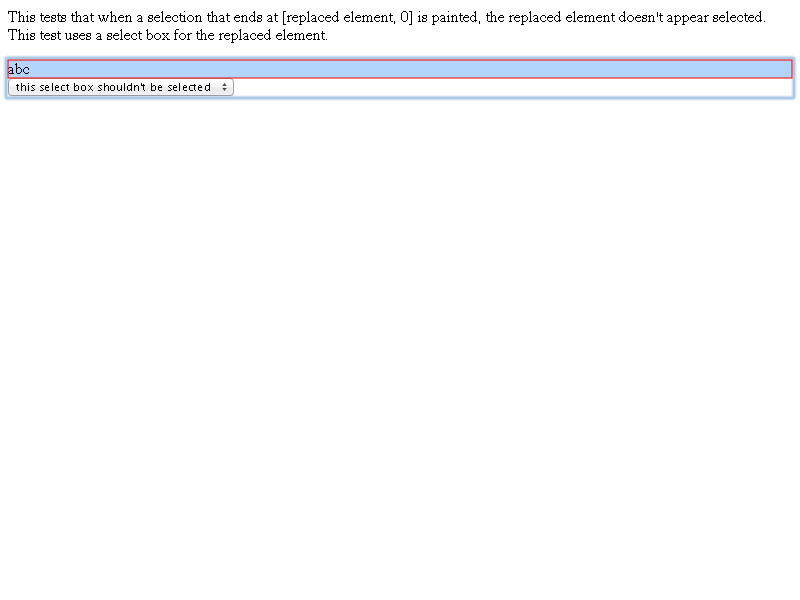 This tests that when a selection that ends at [replaced element, 0] is painted, the replaced element doesn't appear selected.
This test uses a select box for the replaced element.
abc
this select box shouldn't be selected